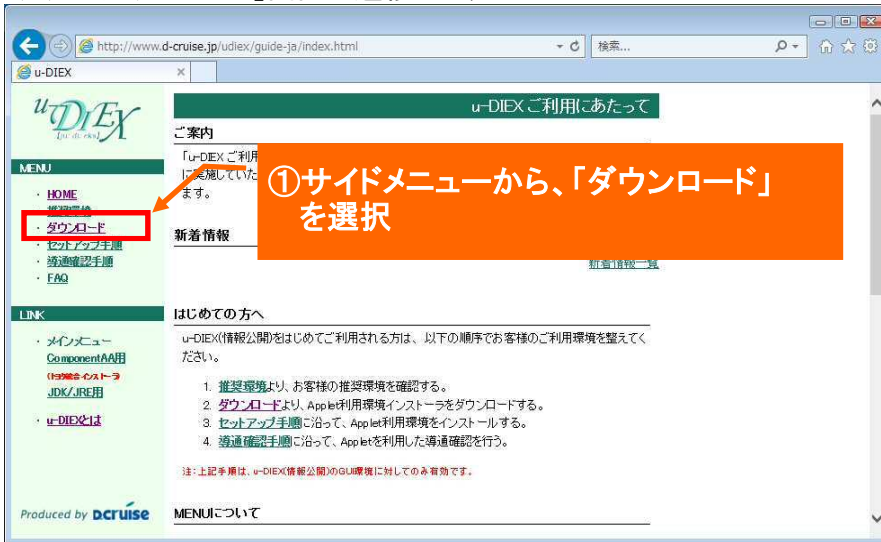 http://www.d-cruise.jp/udiex/guide-ja/index.html
検索...
u-DIEX
u-DIEX ご利用にあたって
u-DIEX
ご案内
「u-DIEX ご利用
に実施していた
ます。
①サイドメニューから、「ダウンロード」
を選択
MENU
・ HOME
・ ダウンロード
・ セットアップ手順
・ 導通確認手順
・ FAQ
新着情報
新着情報一覧
LINK
・ メインメニュー
ComponentAA用
JDK/JRE用
・ u-DIEXとは
はじめての方へ
u-DIEX(情報公開)をはじめてご利用される方は、以下の順序でお客様のご利用環境を整えてく
ださい。
1. 推奨環境より、お客様の推奨環境を確認する。
2. ダウンロードより、Applet利用環境インストーラをダウンロードする。
3. セットアップ手順に沿って、Applet利用環境をインストールする。
4. 導通確認手順に沿って、Appletを利用した導通確認を行う。
注：上記手順は、u-DIEX(情報公開)のGUI環境に対してのみ有効です。
Produced by DCruise
MENUについて